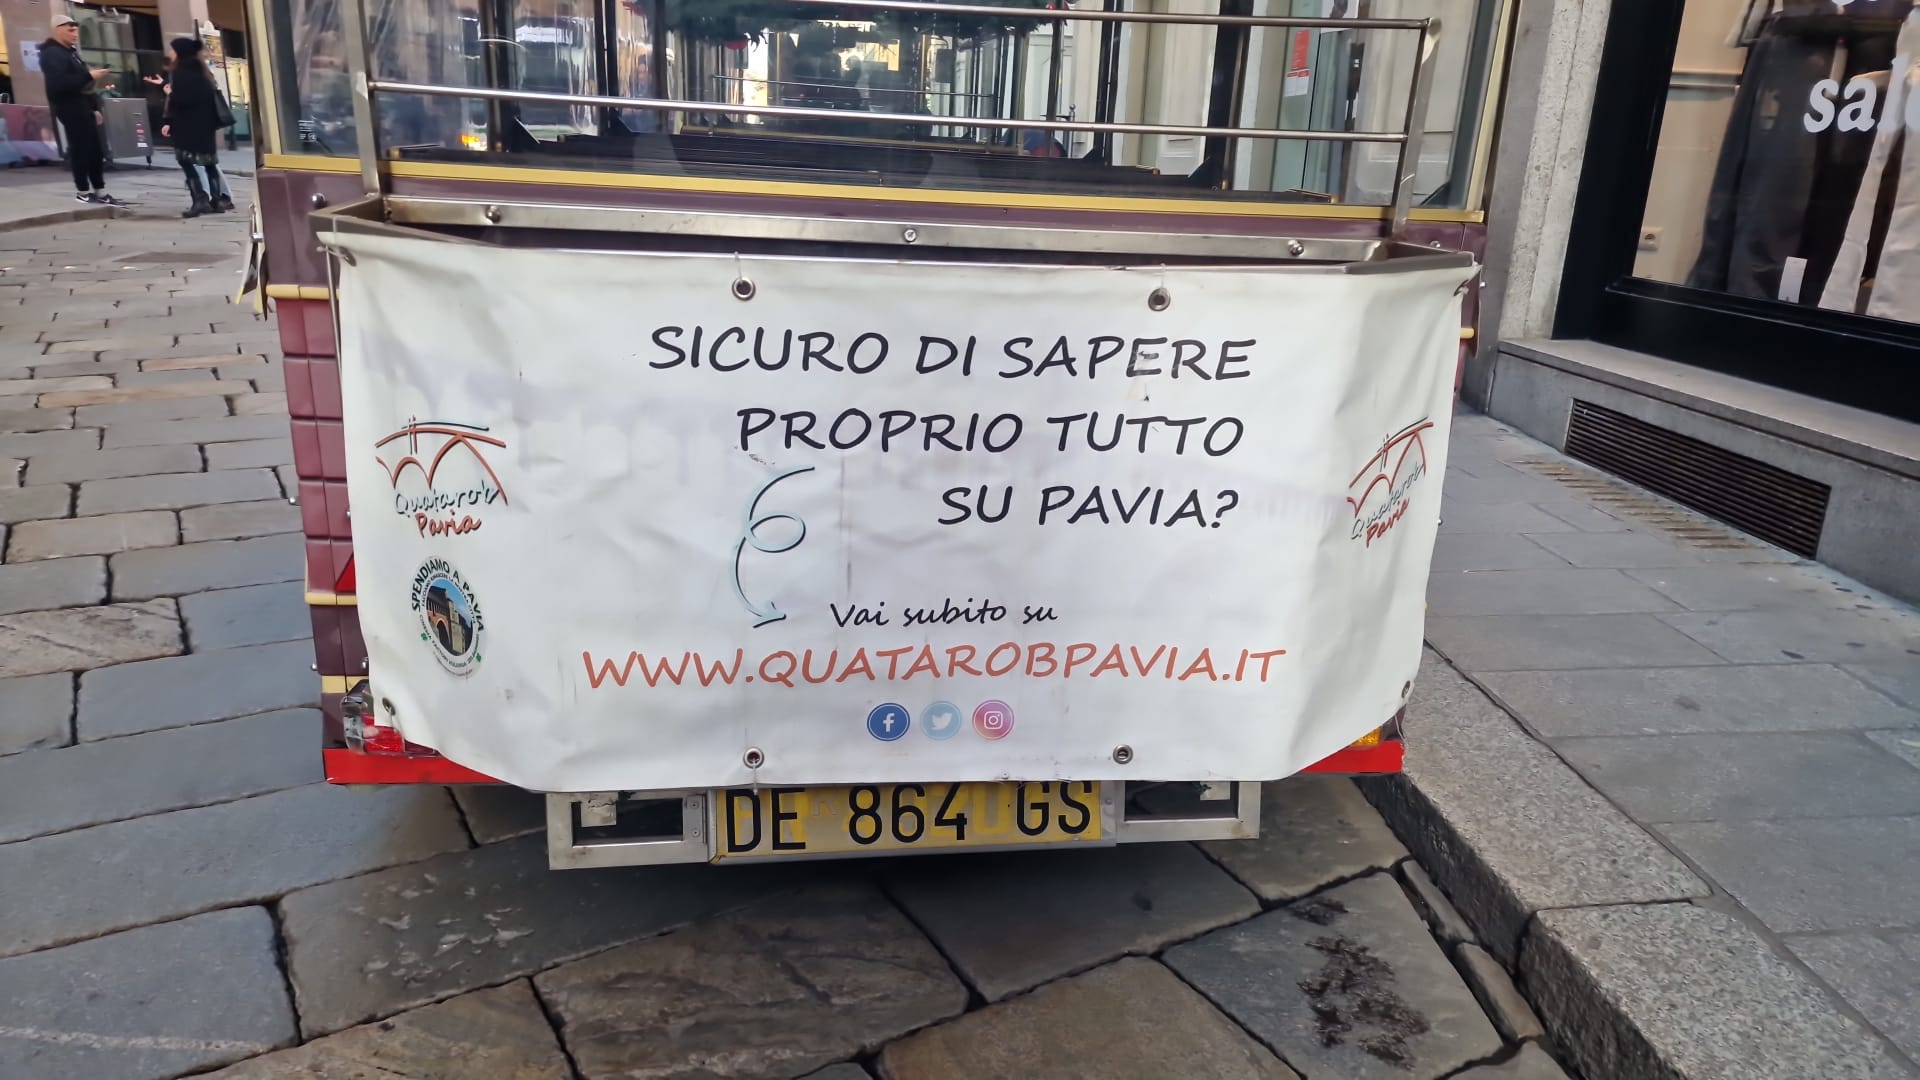 sale
SICURO DI SAPERE
PROPRIO TUTTO
SU PAVIA?
Vai subito su
WWW.QUATAROBPAVIA.IT
Quatarob
Pavia
SPENDIAMO A PAVIA
Quatarob
Pavia
DE 864 GS